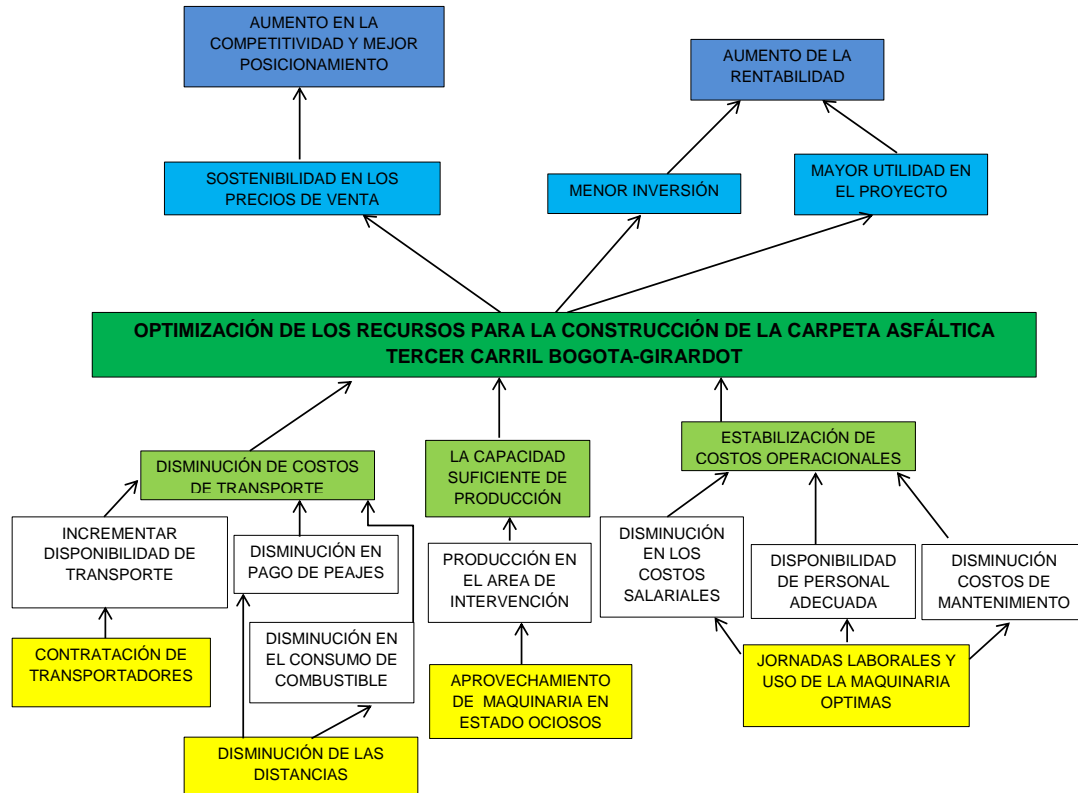 AUMENTO EN LA
COMPETITIVIDAD Y MEJOR
POSICIONAMIENTO
AUMENTO DE LA
RENTABILIDAD
SOSTENIBILIDAD EN LOS
PRECIOS DE VENTA
MENOR INVERSIÓN
MAYOR UTILIDAD EN
EL PROYECTO
OPTIMIZACIÓN DE LOS RECURSOS PARA LA CONSTRUCCIÓN DE LA CARPETA ASFÁLTICA
TERCER CARRIL BOGOTA-GIRARDOT
DISMINUCIÓN DE COSTOS
DE TRANSPORTE
LA CAPACIDAD
SUFICIENTE DE
PRODUCCIÓN
ESTABILIZACIÓN DE
COSTOS OPERACIONALES
INCREMENTAR
DISPONIBILIDAD DE
TRANSPORTE
DISMINUCIÓN EN
PAGO DE PEAJES
DISMINUCIÓN EN
EL CONSUMO DE
COMBUSTIBLE
PRODUCCIÓN EN
EL AREA DE
INTERVENCIÓN
DISMINUCIÓN
EN LOS
COSTOS
SALARIALES
DISPONIBILIDAD
DE PERSONAL
ADECUADA
DISMINUCIÓN
COSTOS DE
MANTENIMIENTO
CONTRATACIÓN DE
TRANSPORTADORES
DISMINUCIÓN DE LAS
DISTANCIAS
APROVECHAMIENTO
DE MAQUINARIA EN
ESTADO OCIOSOS
JORNADAS LABORALES Y
USO DE LA MAQUINARIA
OPTIMAS